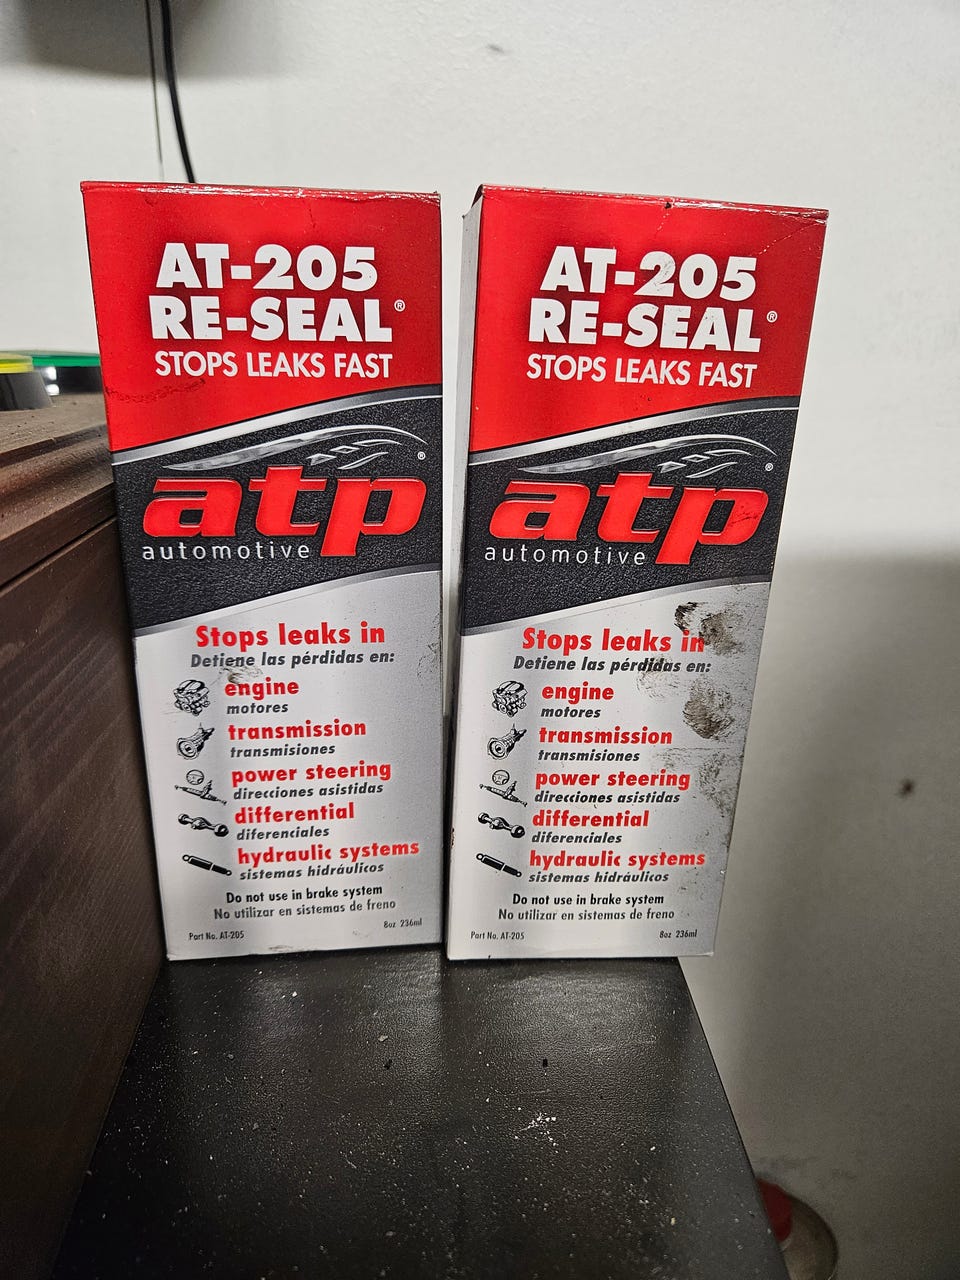 AT-205
RE-SEAL®
STOPS LEAKS FAST
atp®
automotive
Stops leaks in
Detiene las pérdidas en:
engine
motores
transmission
transmisiones
power steering
direcciones asistidas
differential
diferenciales
hydraulic systems
sistemas hidráulicos
Do not use in brake system
No utilizar en sistemas de freno
Part No. AT-205 8oz 236ml
AT-205
RE-SEAL®
STOPS LEAKS FAST
atp®
automotive
Stops leaks in
Detiene las pérdidas en:
engine
motores
transmission
transmisiones
power steering
direcciones asistidas
differential
diferenciales
hydraulic systems
sistemas hidráulicos
Do not use in brake system
No utilizar en sistemas de freno
Part No. AT-205 8oz 236ml